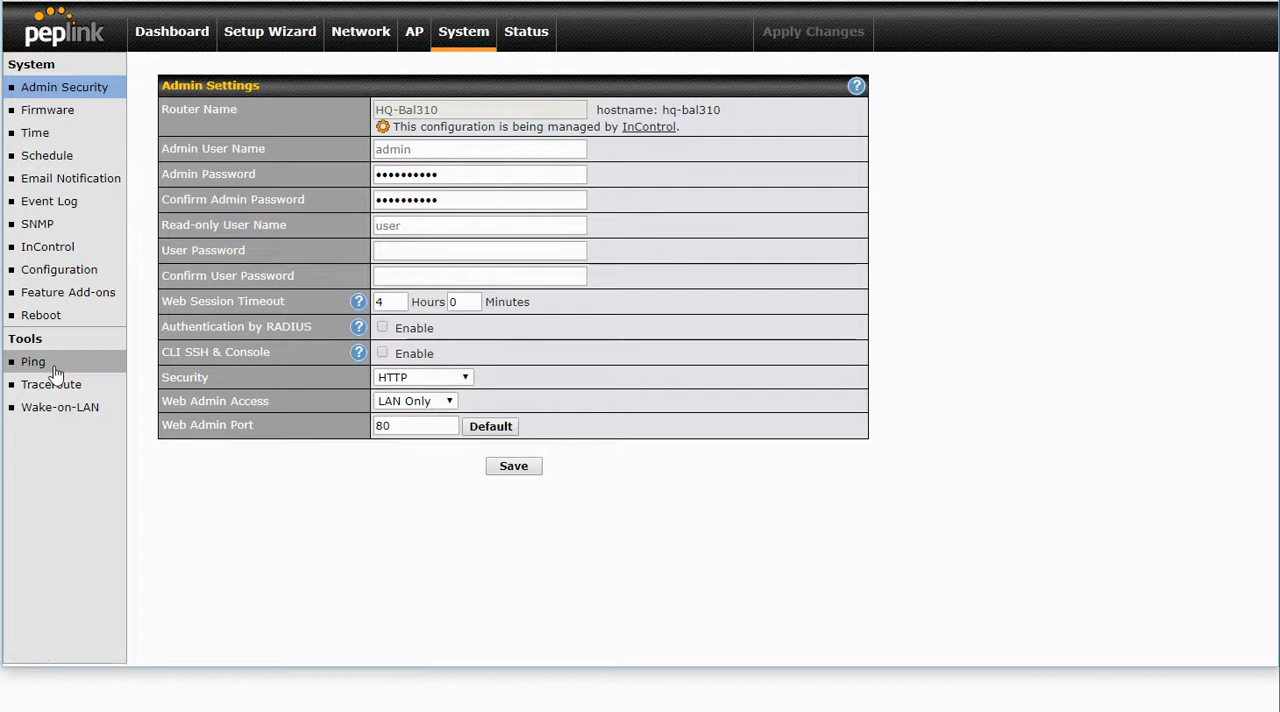 peplink
Dashboard Setup Wizard Network AP System Status Apply Changes
System
Admin Security
Firmware
Time
Schedule
Email Notification
Event Log
SNMP
InControl
Configuration
Feature Add-ons
Reboot
Tools
Ping
Traceroute
Wake-on-LAN
Admin Settings ?
Router Name HQ-Bal310 hostname: hq-bal310
This configuration is being managed by InControl.
Admin User Name admin
Admin Password ••••••••••
Confirm Admin Password ••••••••••
Read-only User Name user
User Password
Confirm User Password
Web Session Timeout ? 4 Hours 0 Minutes
Authentication by RADIUS ? Enable
CLI SSH & Console ? Enable
Security HTTP
Web Admin Access LAN Only
Web Admin Port 80 Default
Save